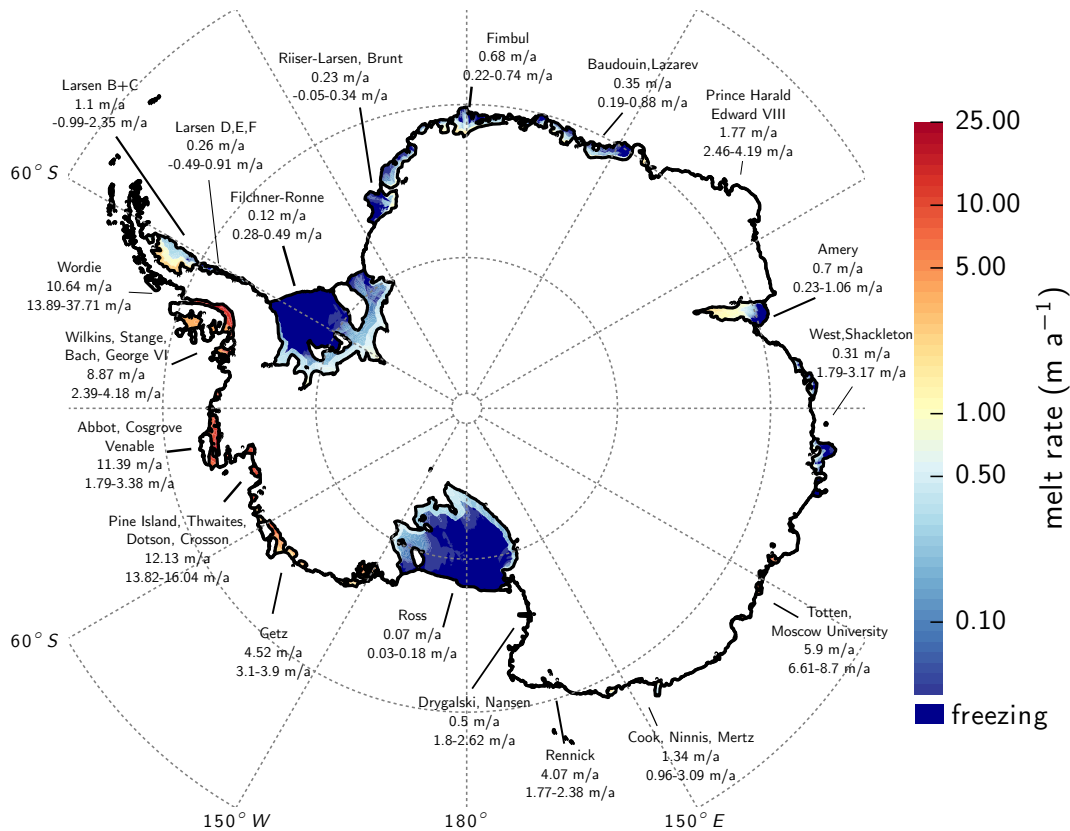 Fimbul
0.68 m/a
0.22-0.74 m/a
Riiser-Larsen, Brunt
0.23 m/a
-0.05-0.34 m/a
Baudouin,Lazarev
0.35 m/a
0.19-0.88 m/a
Larsen B+C
1.1 m/a
-0.99-2.35 m/a
Prince Harald
Edward VIII
1.77 m/a
2.46-4.19 m/a
Larsen D,E,F
0.26 m/a
-0.49-0.91 m/a
60° S
Filchner-Ronne
0.12 m/a
0.28-0.49 m/a
Amery
0.7 m/a
0.23-1.06 m/a
Wordie
10.64 m/a
13.89-37.71 m/a
West,Shackleton
0.31 m/a
1.79-3.17 m/a
Wilkins, Stange,
Bach, George VI
8.87 m/a
2.39-4.18 m/a
Abbot, Cosgrove
Venable
11.39 m/a
1.79-3.38 m/a
Pine Island, Thwaites,
Dotson, Crosson
12.13 m/a
13.82-16.04 m/a
Getz
4.52 m/a
3.1-3.9 m/a
Ross
0.07 m/a
0.03-0.18 m/a
Totten,
Moscow University
5.9 m/a
6.61-8.7 m/a
60° S
Drygalski, Nansen
0.5 m/a
1.8-2.62 m/a
Rennick
4.07 m/a
1.77-2.38 m/a
Cook, Ninnis, Mertz
1.34 m/a
0.96-3.09 m/a
150° W
180°
150° E
25.00
10.00
5.00
1.00
0.50
0.10
freezing
melt rate (m a⁻¹)